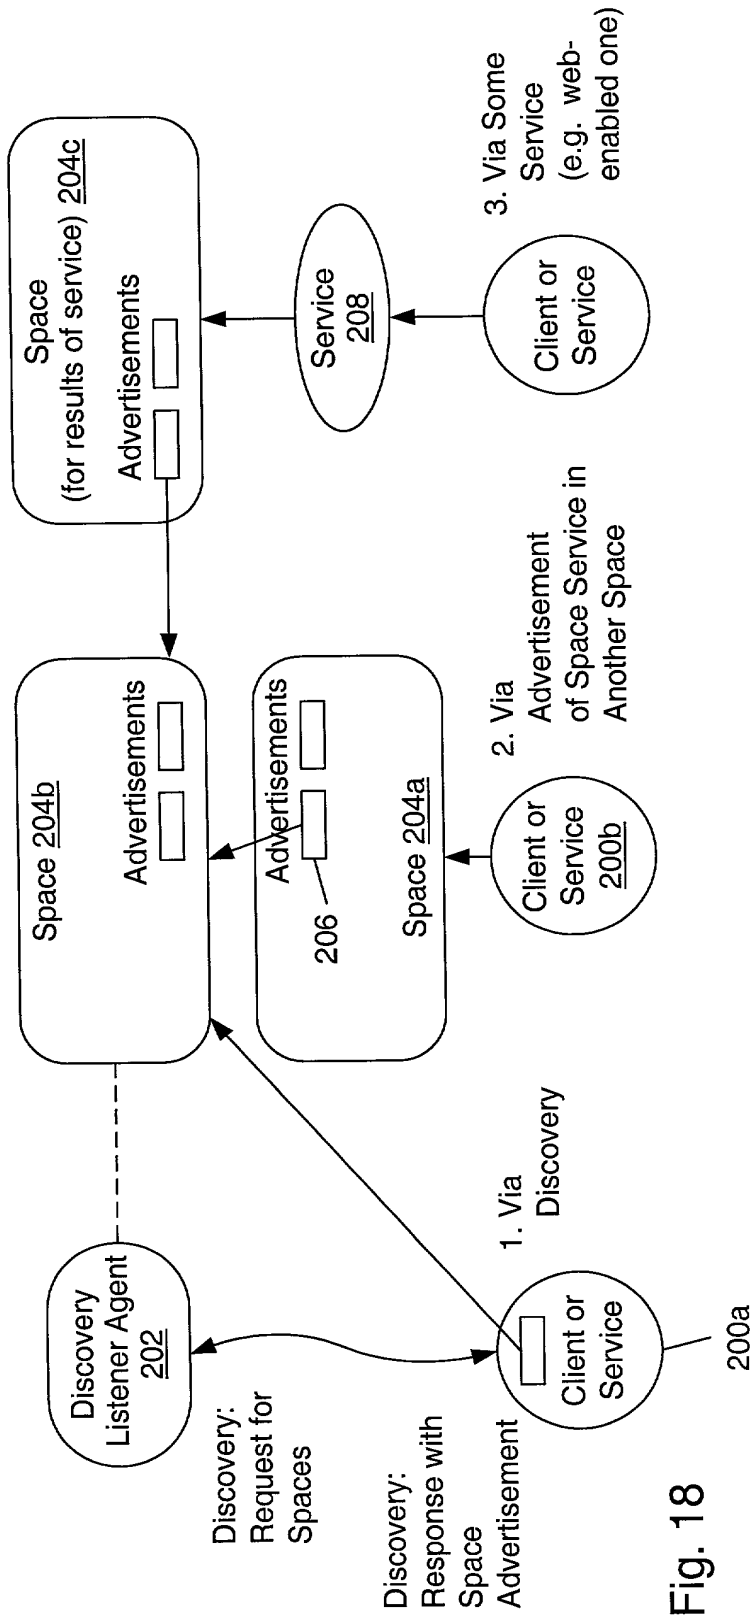 Discovery
Listener Agent
202
Discovery:
Request for
Spaces
Discovery:
Response with
Space
Advertisement
Client or
Service
200a
1. Via
Discovery
Space 204b
Advertisements
Advertisements
206
Space 204a
Client or
Service
200b
2. Via
Advertisement
of Space Service in
Another Space
Space
(for results of service) 204c
Advertisements
Service
208
Client or
Service
3. Via Some
Service
(e.g. web-
enabled one)
Fig. 18